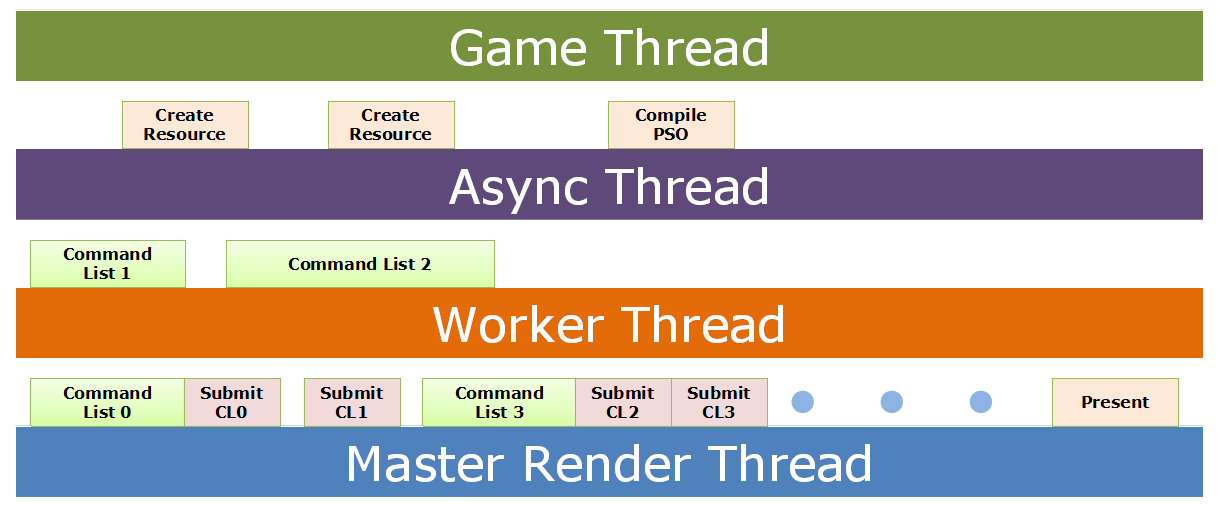 Game Thread
Create
Resource
Create
Resource
Compile
PSO
Async Thread
Command
List 1
Command List 2
Worker Thread
Command
List 0
Submit
CL0
Submit
CL1
Command
List 3
Submit
CL2
Submit
CL3
Present
Master Render Thread